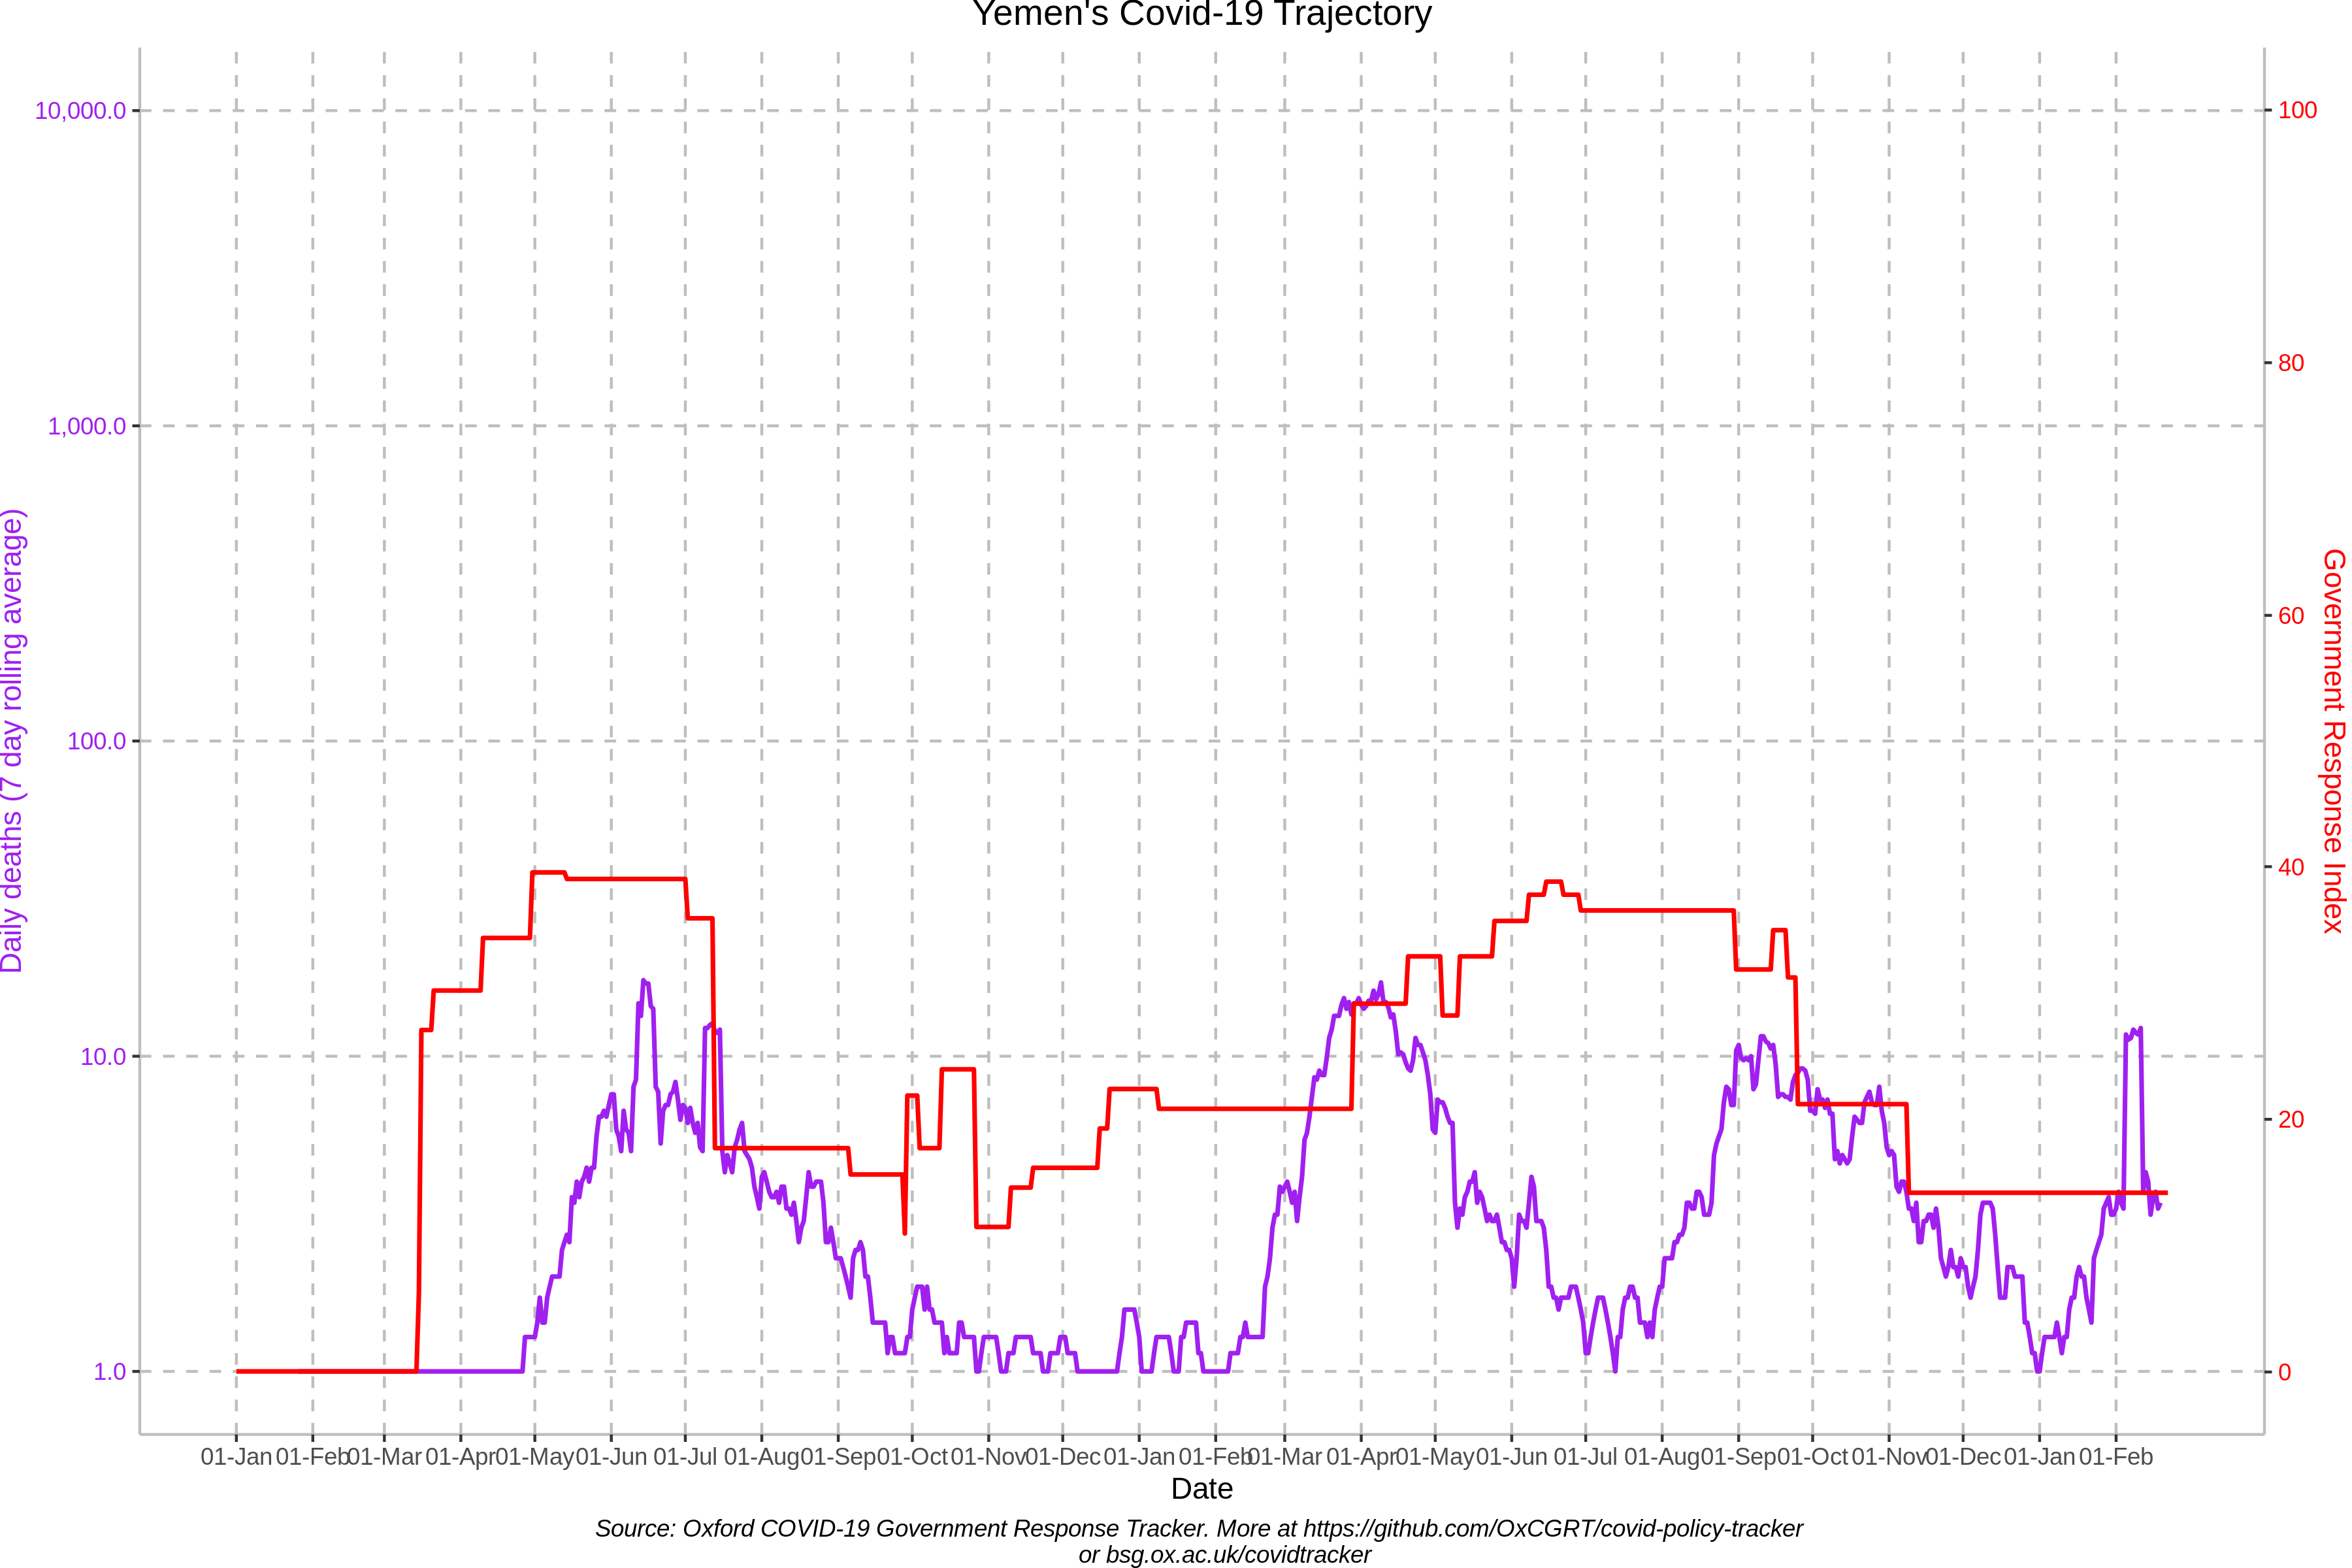 Yemen's Covid-19 Trajectory
10,000.0
1,000.0
100.0
10.0
1.0
Daily deaths (7 day rolling average)
100
80
60
40
20
0
Government Response Index
01-Jan 01-Feb 01-Mar 01-Apr 01-May 01-Jun 01-Jul 01-Aug 01-Sep 01-Oct 01-Nov 01-Dec 01-Jan 01-Feb 01-Mar 01-Apr 01-May 01-Jun 01-Jul 01-Aug 01-Sep 01-Oct 01-Nov 01-Dec 01-Jan 01-Feb
Date
Source: Oxford COVID-19 Government Response Tracker. More at https://github.com/OxCGRT/covid-policy-tracker
or bsg.ox.ac.uk/covidtracker